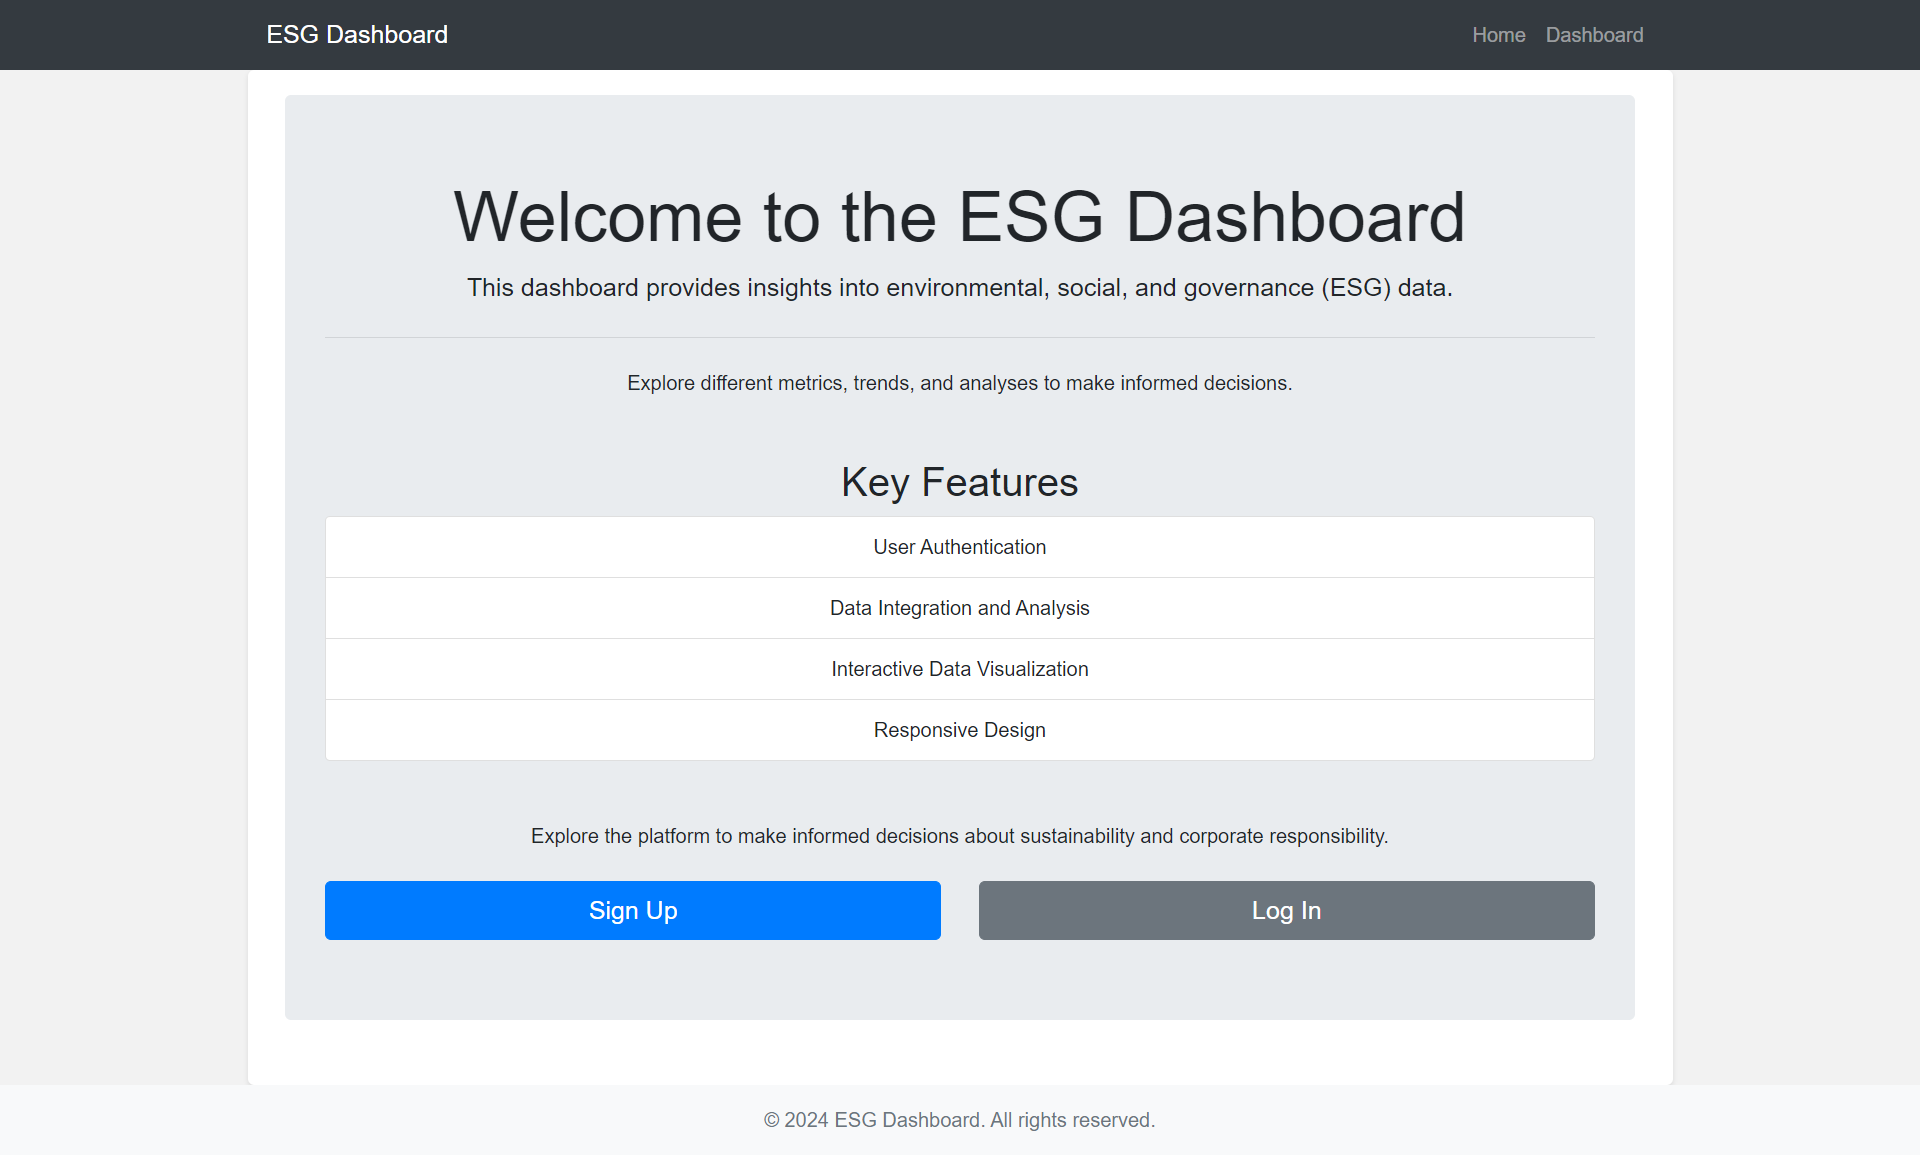 ESG Dashboard
Home Dashboard
Welcome to the ESG Dashboard
This dashboard provides insights into environmental, social, and governance (ESG) data.
Explore different metrics, trends, and analyses to make informed decisions.
Key Features
User Authentication
Data Integration and Analysis
Interactive Data Visualization
Responsive Design
Explore the platform to make informed decisions about sustainability and corporate responsibility.
Sign Up Log In
© 2024 ESG Dashboard. All rights reserved.